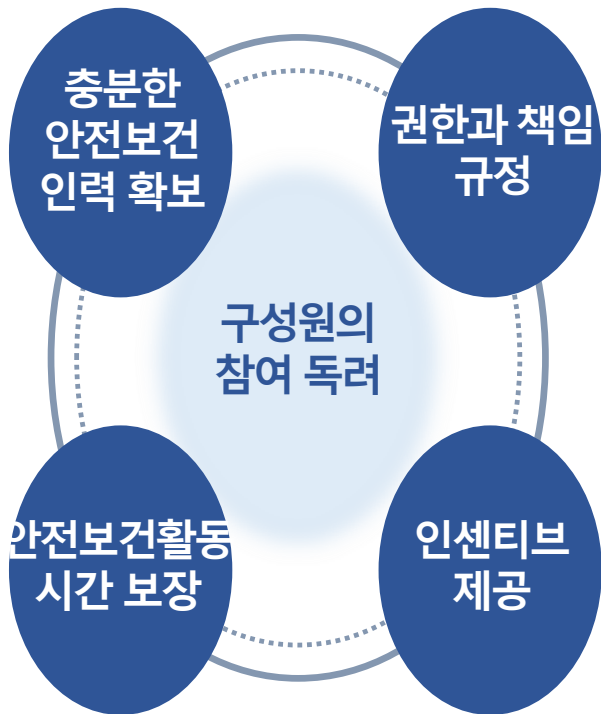 충분한
안전보건
인력 확보
권한과 책임
규정
구성원의
참여 독려
안전보건활동
시간 보장
인센티브
제공